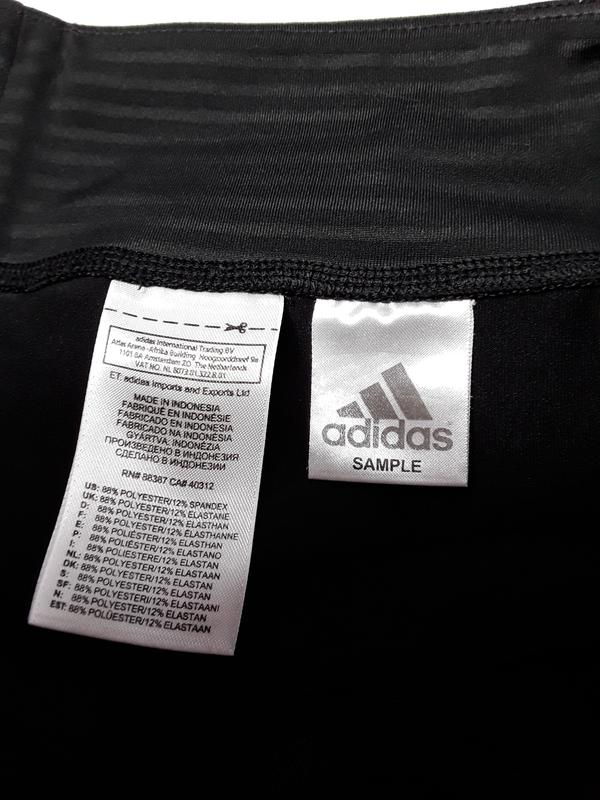 adidas International Trading BV
Atlas Arena-Afrika Building Hoogoorddreef 9a
1101 BA Amsterdam ZO The Netherlands
VAT NO. NL 8073.01.322.B.01
ET. adidas Imports and Exports Ltd
MADE IN INDONESIA
FABRIQUÉ EN INDONÉSIE
FABRICADO EN INDONESIA
FABRICADO NA INDONÉSIA
GYÁRTVA: INDONÉZIA
ПРОИЗВЕДЕНО В ИНДОНЕЗИЯ
СДЕЛАНО В ИНДОНЕЗИИ
RN# 88387 CA# 40312
US: 88% POLYESTER/12% SPANDEX
UK: 88% POLYESTER/12% ELASTANE
D: 88% POLYESTER/12% ELASTHAN
F: 88% POLYESTER/12% ÉLASTHANNE
E: 88% POLIÉSTER/12% ELASTANO
P: 88% POLIÉSTER/12% ELASTANO
I: 88% POLIESTERE/12% ELASTAN
NL: 88% POLYESTER/12% ELASTAAN
DK: 88% POLYESTER/12% ELASTAN
S: 88% POLYESTER/12% ELASTAN
SF: 88% POLYESTERI/12% ELASTAANI
N: 88% POLYESTER/12% ELASTAN
EST: 88% POLÜESTER/12% ELASTAAN
adidas
SAMPLE